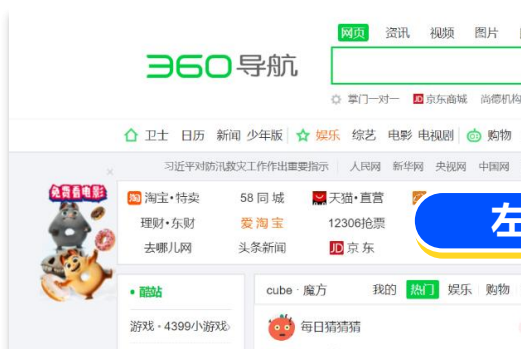 网页 资讯 视频 图片
360导航
掌门一对一 JD 京东商城 尚德机构
卫士 日历 新闻 少年版 娱乐 综艺 电影 电视剧 购物
习近平对防汛救灾工作作出重要指示 人民网 新华网 央视网 中国网
免费看电影
淘 淘宝•特卖 58同城 天猫•直营
理财•东财 爱淘宝 12306抢票
左
去哪儿网 头条新闻 JD 京东
• 酷站 cube · 魔方 我的 热门 娱乐 购物
游戏 • 4399小游戏 每日猜猜猜